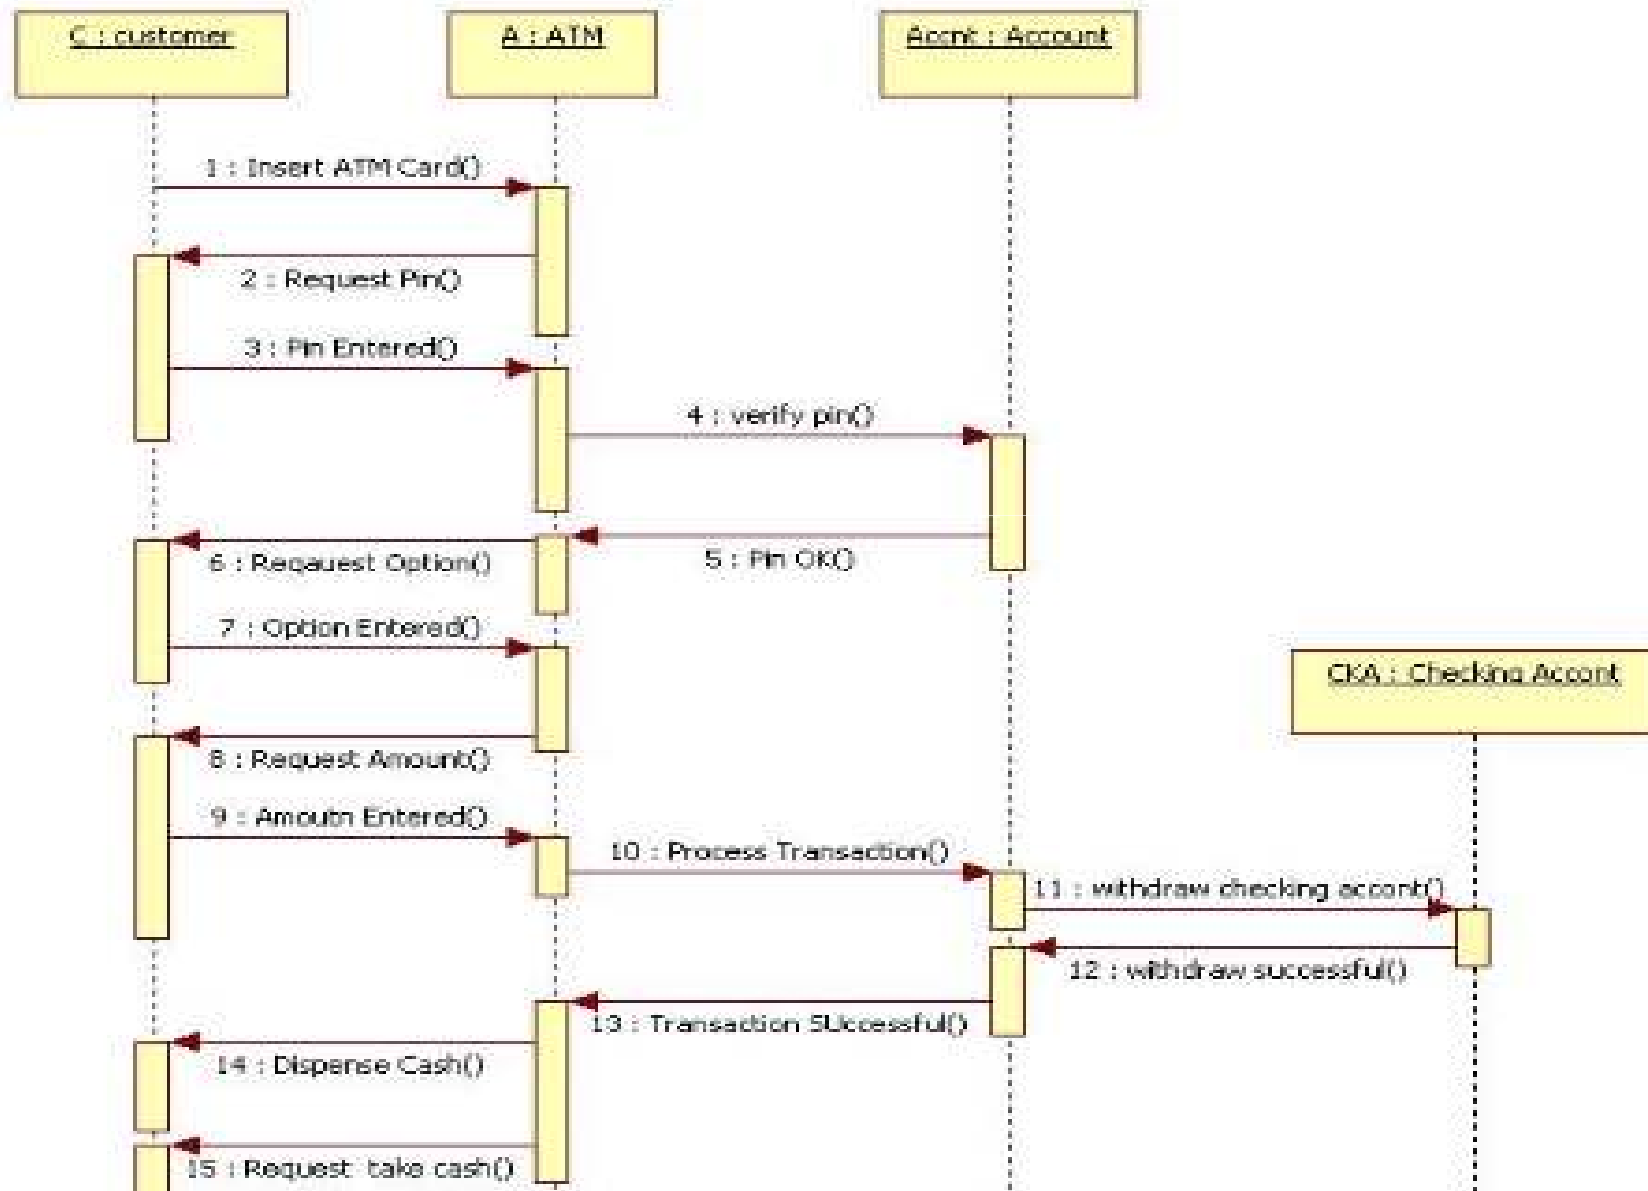 C : customer
A : ATM
Accnt : Account
1 : Insert ATM Card()
2 : Request Pin()
3 : Pin Entered()
4 : verify pin()
5 : Pin OK()
6 : Reqauest Option()
7 : Option Entered()
CKA : Checking Accont
8 : Request Amount()
9 : Amoutn Entered()
10 : Process Transaction()
11 : withdraw checking accont()
12 : withdraw successful()
13 : Transaction SUccessful()
14 : Dispense Cash()
15 : Request take cash()